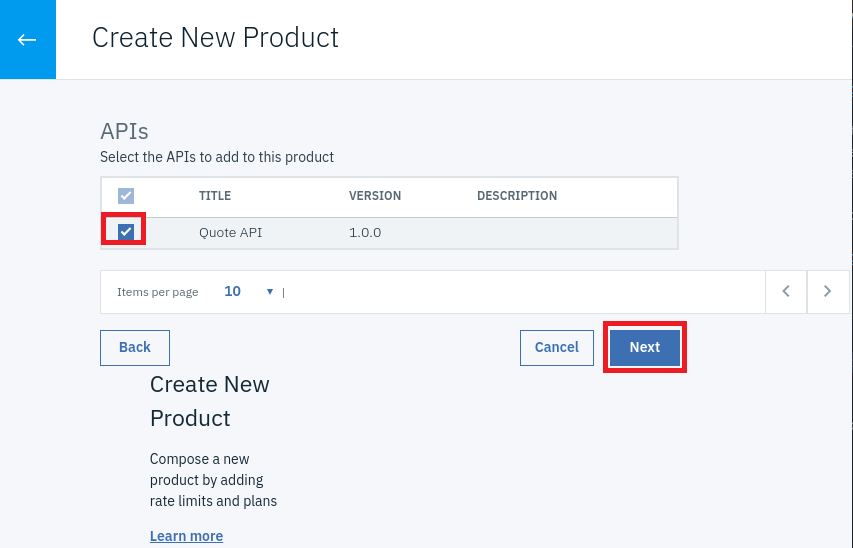 Create New Product
APIs
Select the APIs to add to this product
TITLE VERSION DESCRIPTION
Quote API 1.0.0
Items per page 10 |
Back Cancel Next
Create New
Product
Compose a new
product by adding
rate limits and plans
Learn more